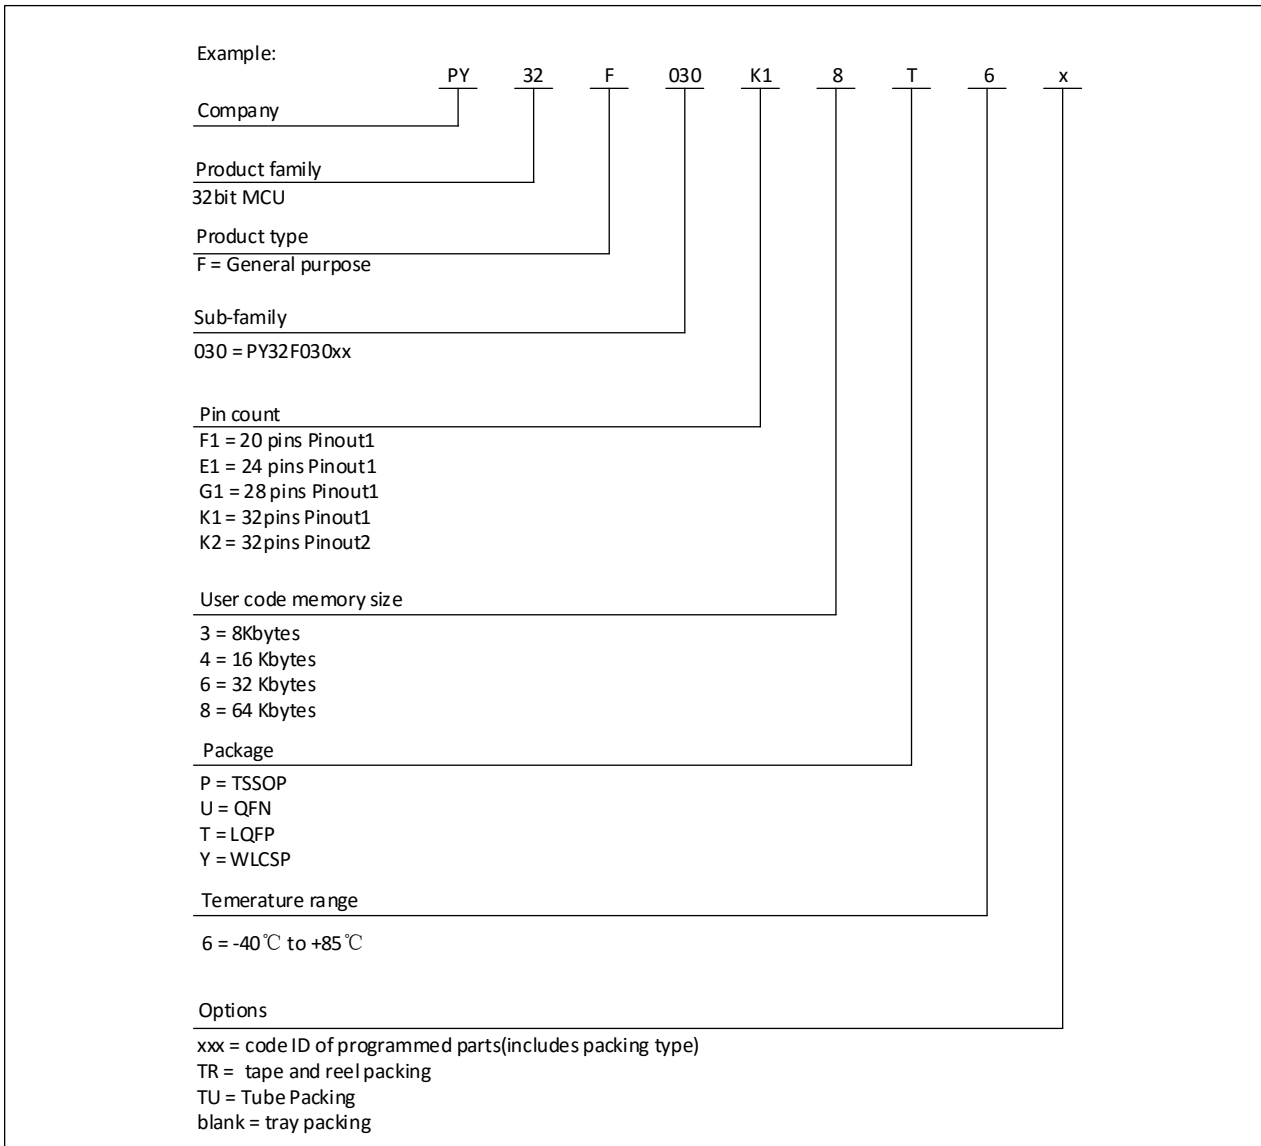 Example:
PY 32 F 030 K1 8 T 6 x
Company
Product family
32bit MCU
Product type
F = General purpose
Sub-family
030 = PY32F030xx
Pin count
F1 = 20 pins Pinout1
E1 = 24 pins Pinout1
G1 = 28 pins Pinout1
K1 = 32pins Pinout1
K2 = 32pins Pinout2
User code memory size
3 = 8Kbytes
4 = 16 Kbytes
6 = 32 Kbytes
8 = 64 Kbytes
Package
P = TSSOP
U = QFN
T = LQFP
Y = WLCSP
Temerature range
6 = -40℃ to +85℃
Options
xxx = code ID of programmed parts(includes packing type)
TR = tape and reel packing
TU = Tube Packing
blank = tray packing